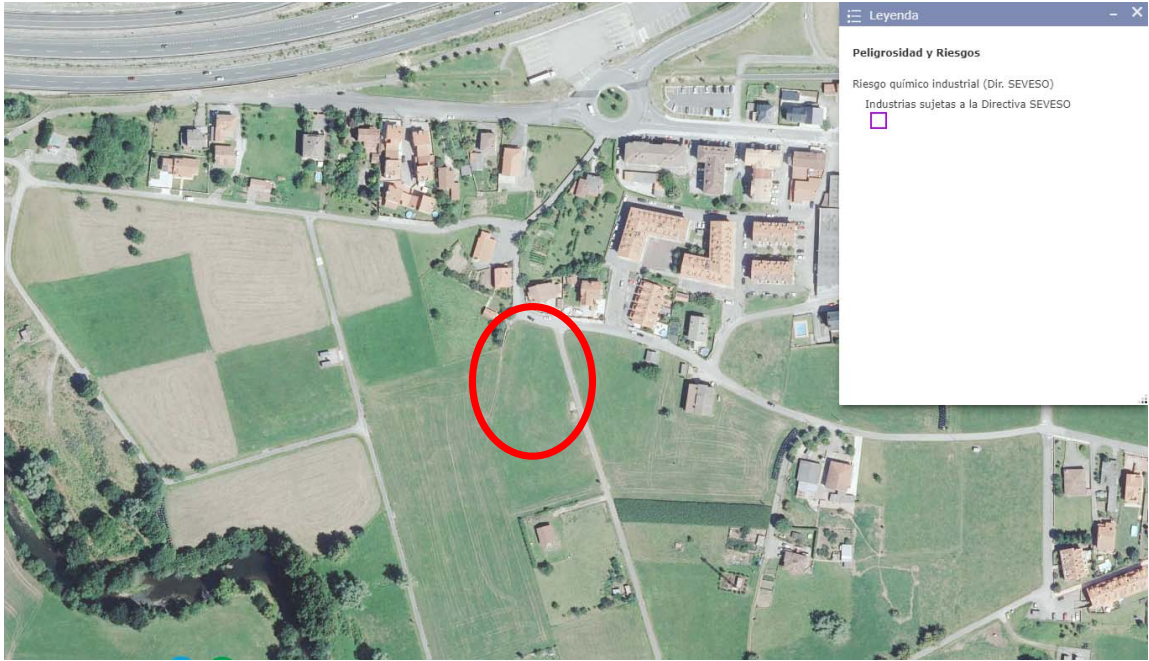 Leyenda
Peligrosidad y Riesgos
Riesgo químico industrial (Dir. SEVESO)
Industrias sujetas a la Directiva SEVESO